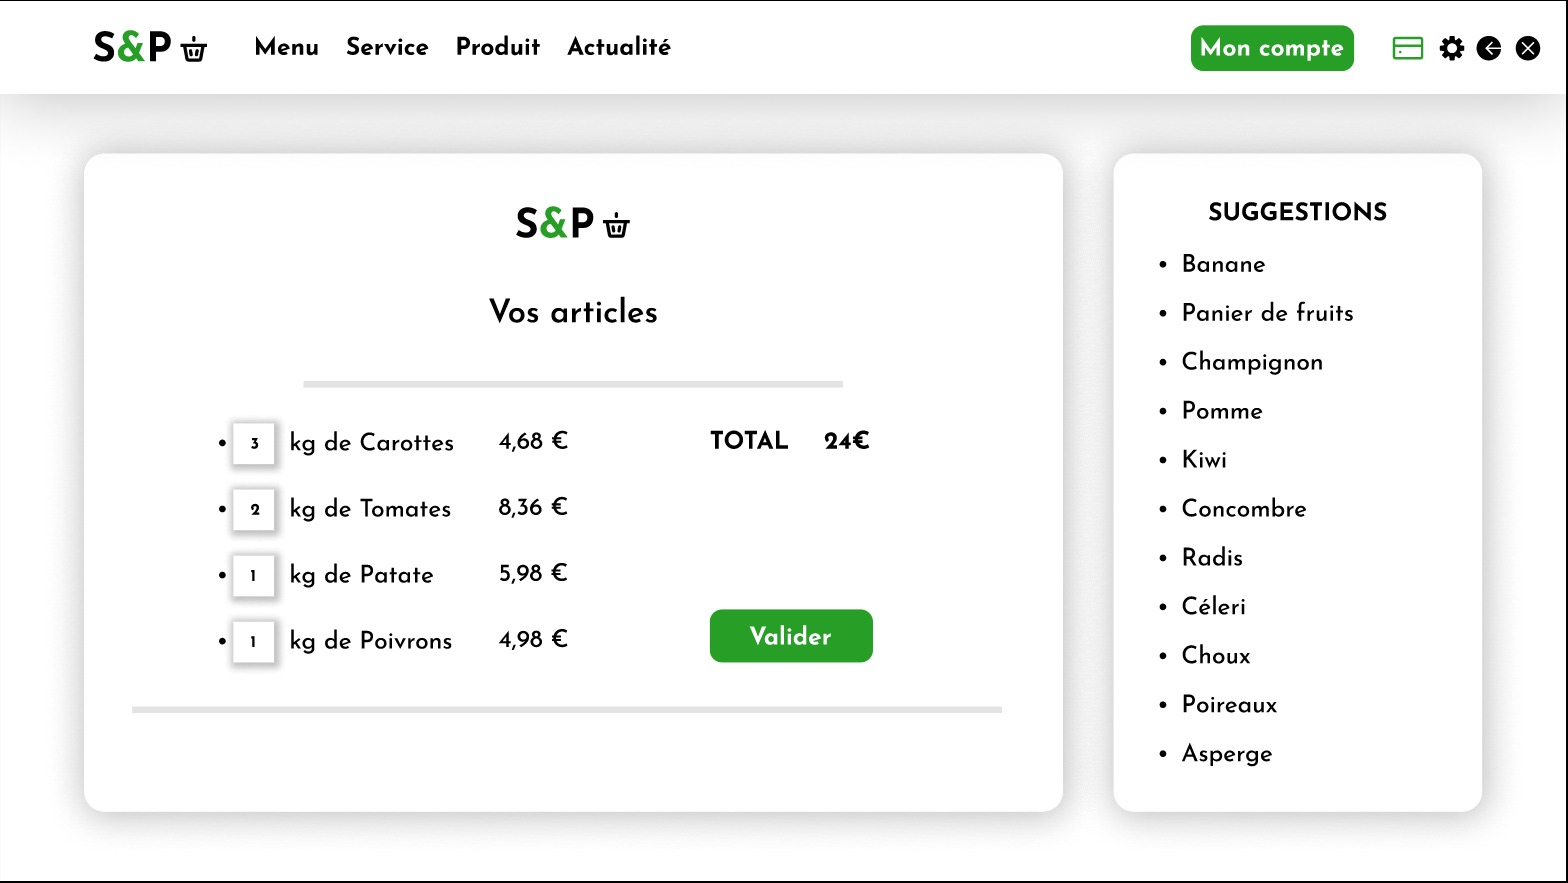 S&P
Menu Service Produit Actualité
Mon compte
S&P
Vos articles
3 kg de Carottes 4,68 € TOTAL 24€
2 kg de Tomates 8,36 €
1 kg de Patate 5,98 €
1 kg de Poivrons 4,98 €
Valider
SUGGESTIONS
• Banane
• Panier de fruits
• Champignon
• Pomme
• Kiwi
• Concombre
• Radis
• Céleri
• Choux
• Poireaux
• Asperge